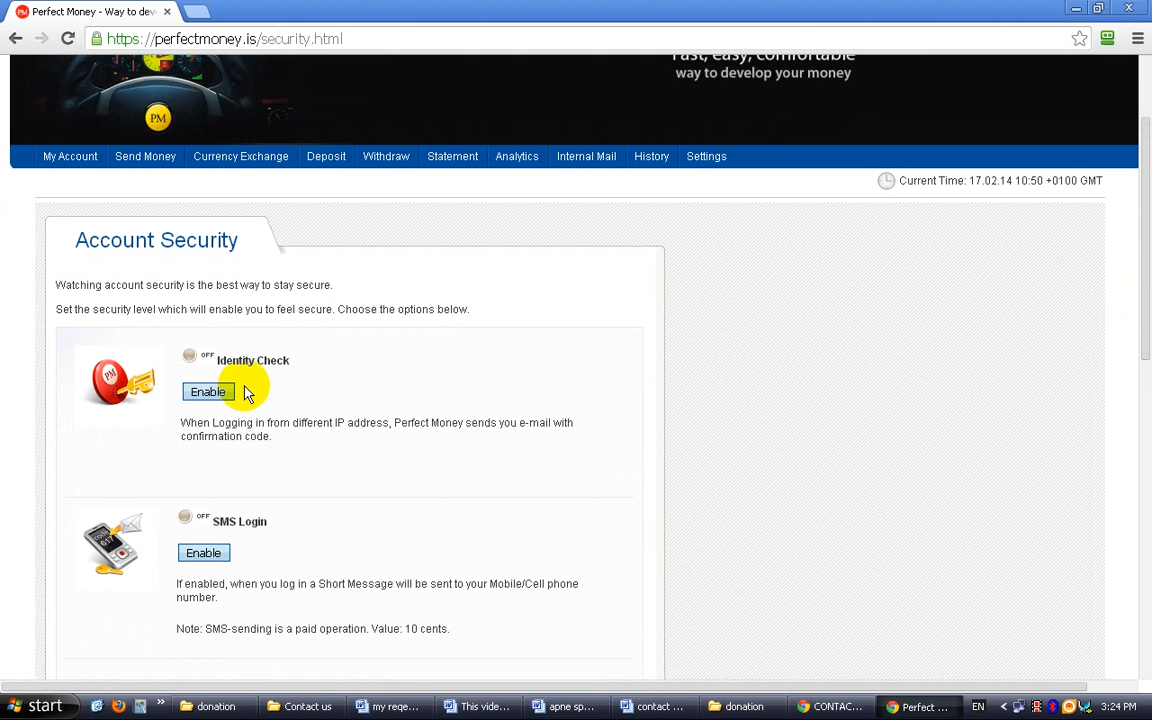 Perfect Money - Way to dev
https://perfectmoney.is/security.html
Fast, easy, comfortable
way to develop your money
PM
My Account Send Money Currency Exchange Deposit Withdraw Statement Analytics Internal Mail History Settings
Current Time: 17.02.14 10:50 +0100 GMT
Account Security
Watching account security is the best way to stay secure.
Set the security level which will enable you to feel secure. Choose the options below.
PM
OFF Identity Check
Enable
When Logging in from different IP address, Perfect Money sends you e-mail with
confirmation code.
OFF SMS Login
Enable
If enabled, when you log in a Short Message will be sent to your Mobile/Cell phone
number.
Note: SMS-sending is a paid operation. Value: 10 cents.
start donation Contact us my reqe... This vide... apne sp... contact ... donation CONTAC... Perfect ... EN 3:24 PM